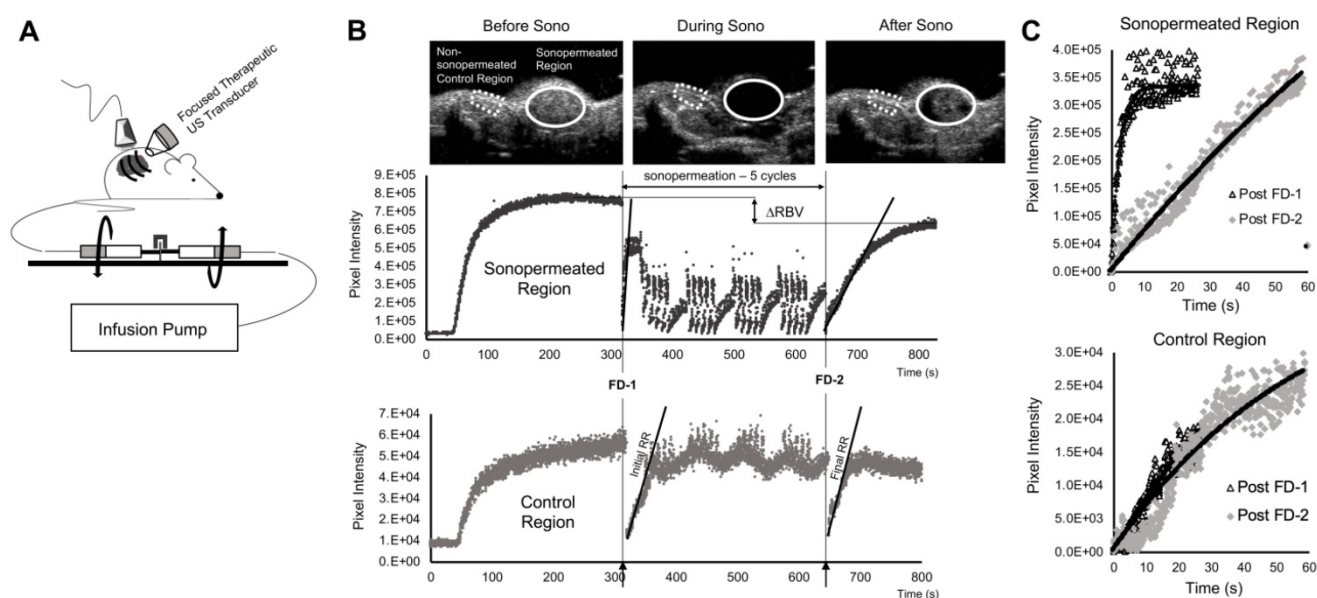 A
Focused Therapeutic
US Transducer
Infusion Pump
B
Before Sono
During Sono
After Sono
Non-
sonopermeated
Control Region
Sonopermeated
Region
sonopermeation – 5 cycles
ΔRBV
Pixel Intensity
9.E+05
8.E+05
7.E+05
6.E+05
5.E+05
4.E+05
3.E+05
2.E+05
1.E+05
0.E+00
Sonopermeated
Region
0 100 200 300 400 500 600 700 800
Time (s)
FD-1
FD-2
Pixel Intensity
7.E+04
6.E+04
5.E+04
4.E+04
3.E+04
2.E+04
1.E+04
0.E+00
Control
Region
Initial RR
Final RR
0 100 200 300 400 500 600 700 800
Time (s)
C
Sonopermeated Region
Pixel Intensity
4.0E+05
3.5E+05
3.0E+05
2.5E+05
2.0E+05
1.5E+05
1.0E+05
5.0E+04
0.0E+00
Post FD-1
Post FD-2
0 10 20 30 40 50 60
Time (s)
Control Region
Pixel Intensity
3.0E+04
2.5E+04
2.0E+04
1.5E+04
1.0E+04
5.0E+03
0.0E+00
Post FD-1
Post FD-2
0 10 20 30 40 50 60
Time (s)